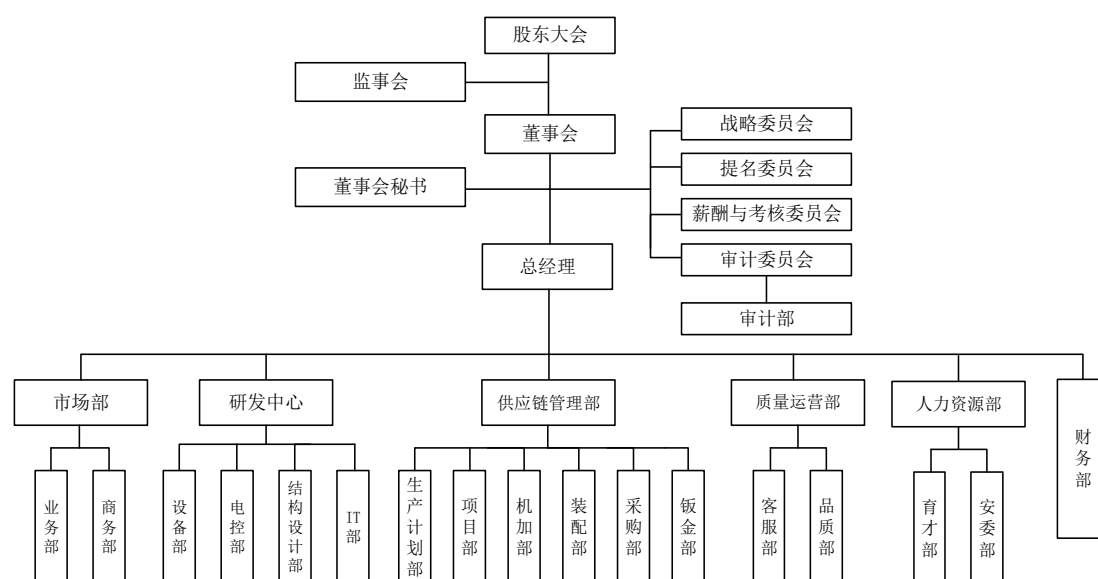 股东大会
监事会
董事会
战略委员会
提名委员会
董事会秘书
薪酬与考核委员会
审计委员会
总经理
审计部
市场部
研发中心
供应链管理部
质量运营部
人力资源部
财务部
业务部
商务部
设备部
电控部
结构设计部
IT部
生产计划部
项目部
机加部
装配部
采购部
钣金部
客服部
品质部
育才部
安委部